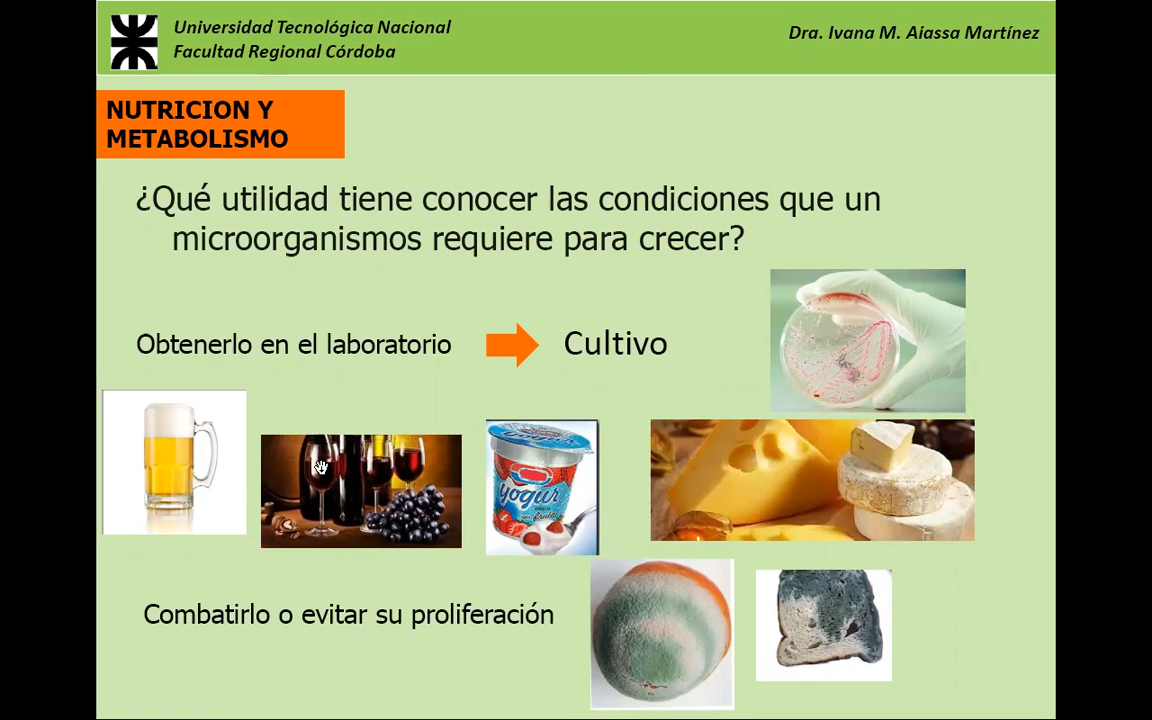 Universidad Tecnológica Nacional
Facultad Regional Córdoba
Dra. Ivana M. Aiassa Martínez
NUTRICION Y
METABOLISMO
¿Qué utilidad tiene conocer las condiciones que un
microorganismos requiere para crecer?
Obtenerlo en el laboratorio
Cultivo
yogur
Combatirlo o evitar su proliferación